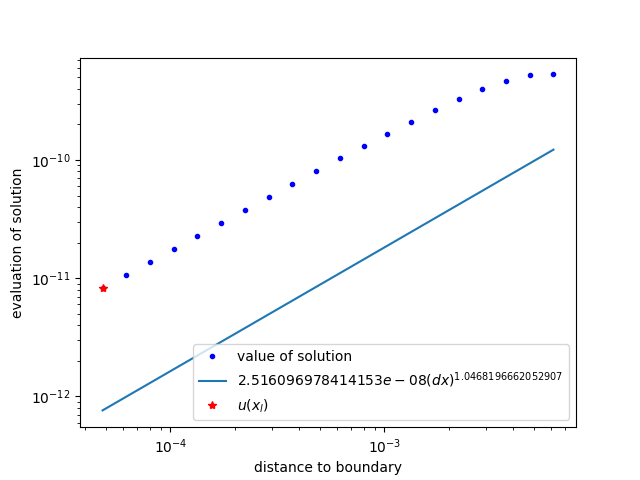 evaluation of solution
10⁻¹⁰
10⁻¹¹
10⁻¹²
value of solution
2.516096978414153e − 08(dx)^1.0468196662052907
u(x_I)
10⁻⁴
10⁻³
distance to boundary